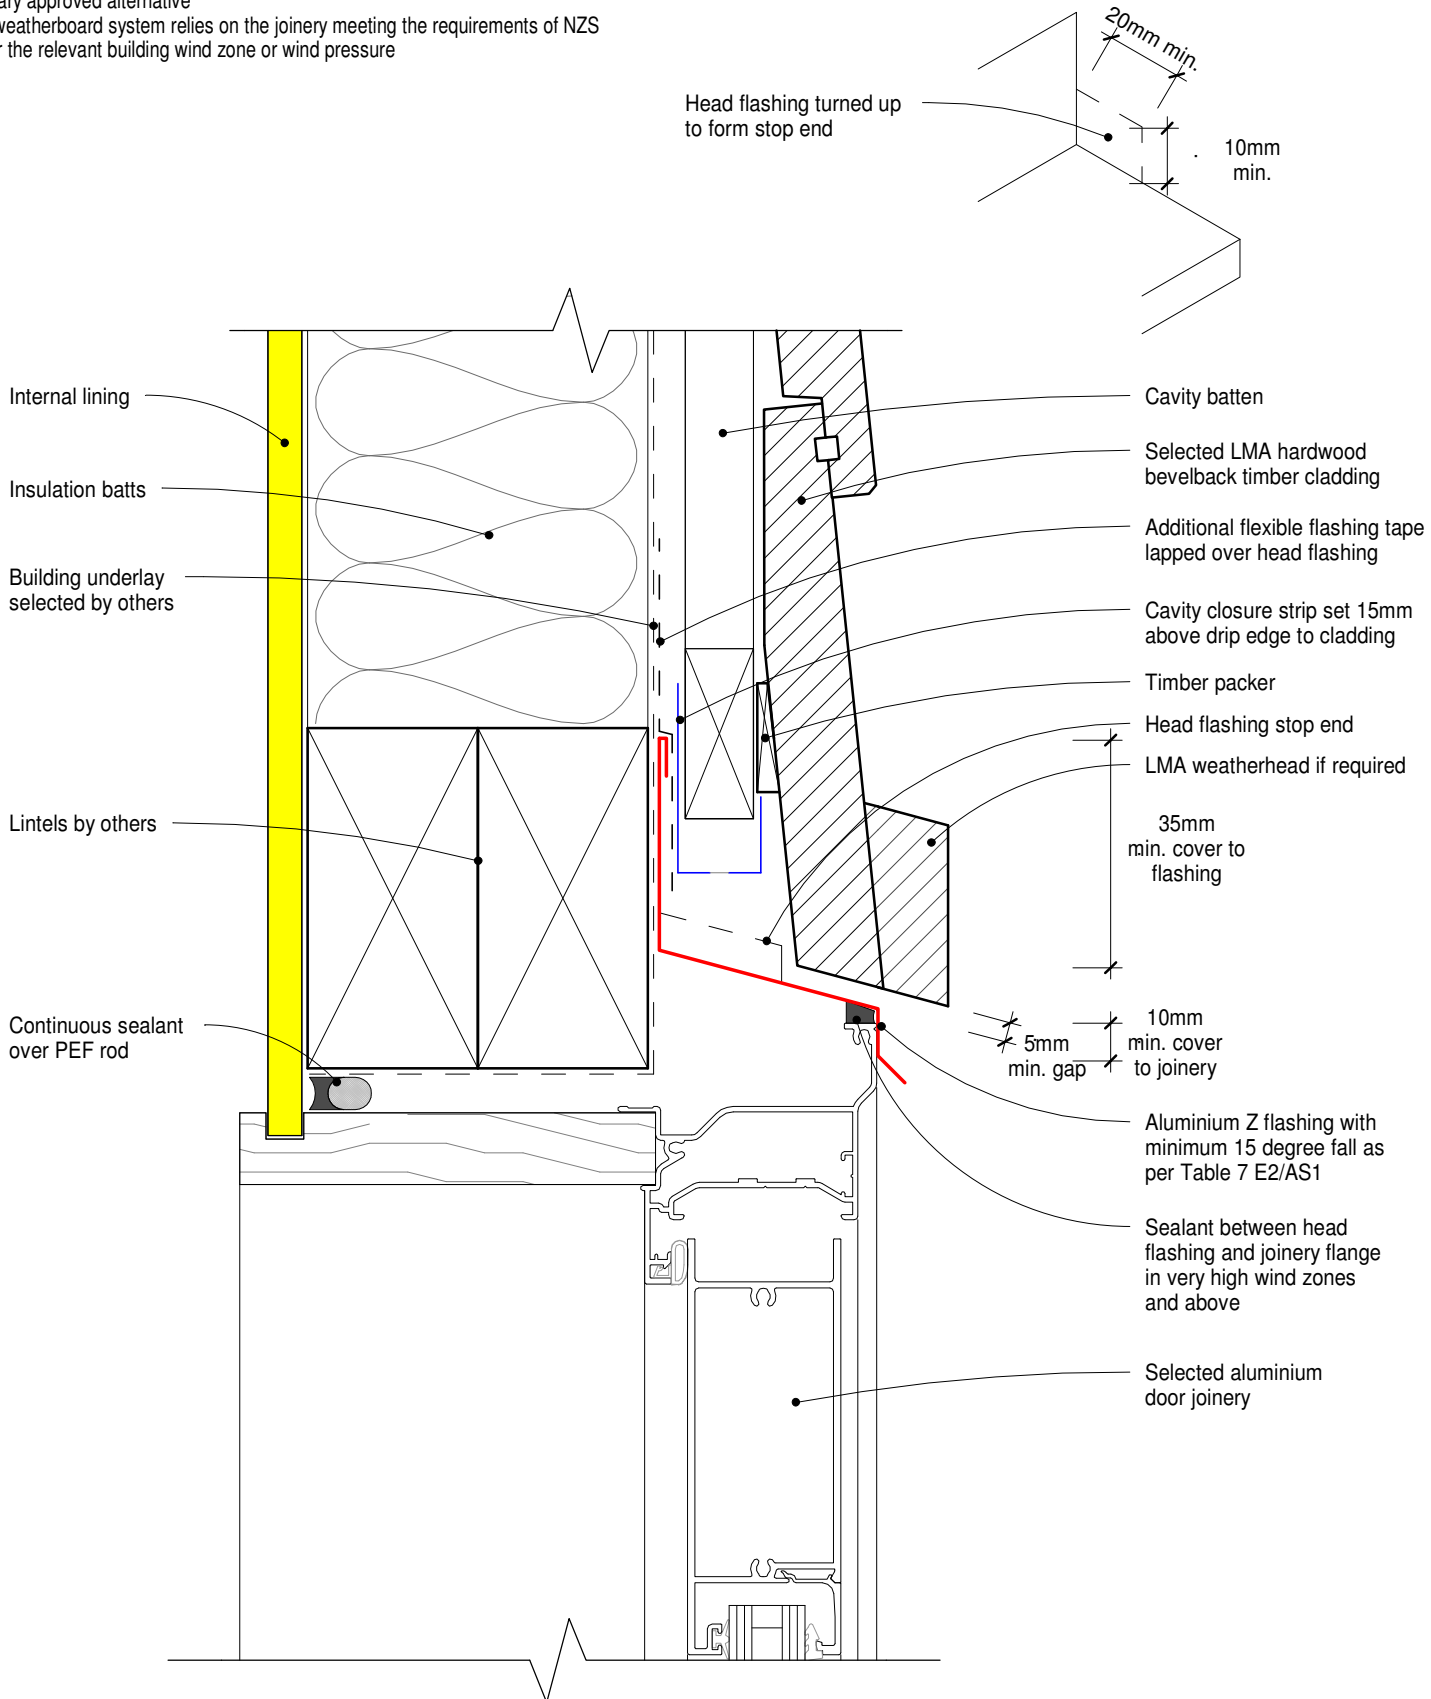 approved alternative
weatherboard system relies on the joinery meeting the requirements of NZS
the relevant building wind zone or wind pressure
20mm min.
Head flashing turned up
to form stop end
10mm
min.
Internal lining
Insulation batts
Building underlay
selected by others
Lintels by others
Continuous sealant
over PEF rod
Cavity batten
Selected LMA hardwood
bevelback timber cladding
Additional flexible flashing tape
lapped over head flashing
Cavity closure strip set 15mm
above drip edge to cladding
Timber packer
Head flashing stop end
LMA weatherhead if required
35mm
min. cover to
flashing
5mm
min. gap
10mm
min. cover
to joinery
Aluminium Z flashing with
minimum 15 degree fall as
per Table 7 E2/AS1
Sealant between head
flashing and joinery flange
in very high wind zones
and above
Selected aluminium
door joinery